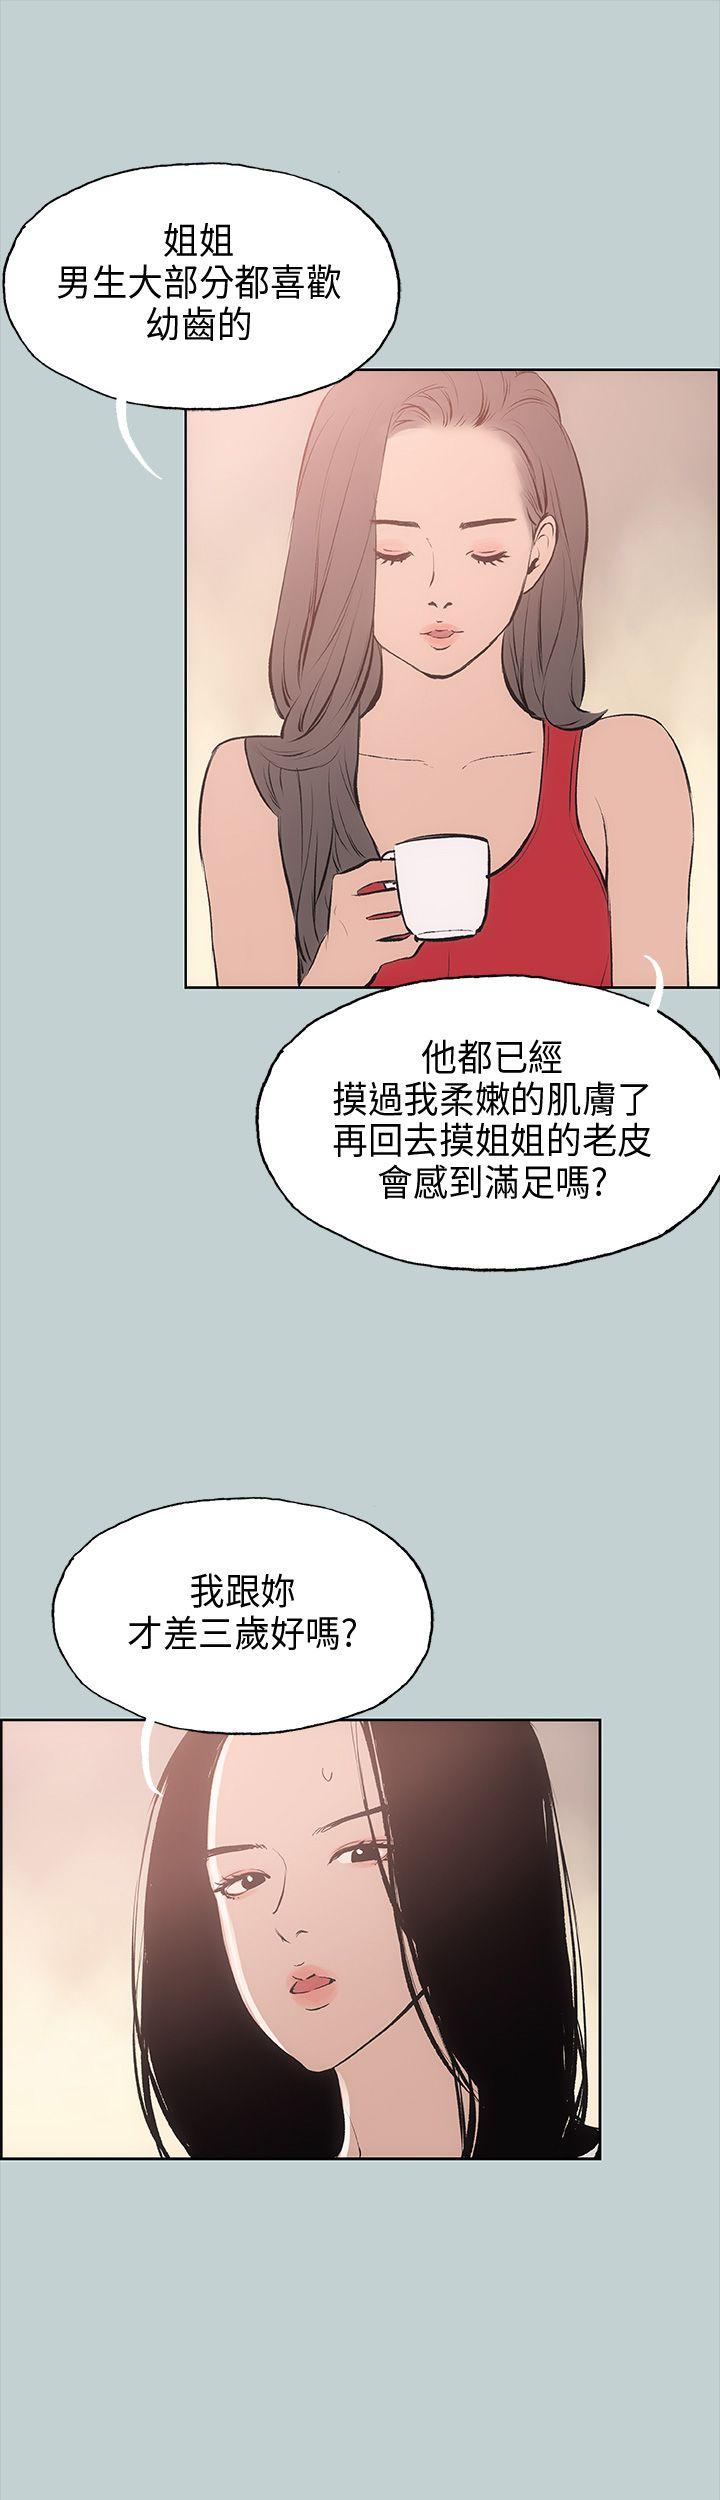 姐姐
男生大部分都喜歡
幼齒的
他都已經
摸過我柔嫩的肌膚了
再回去摸姐姐的老皮
會感到滿足嗎?
我跟妳
才差三歲好嗎?